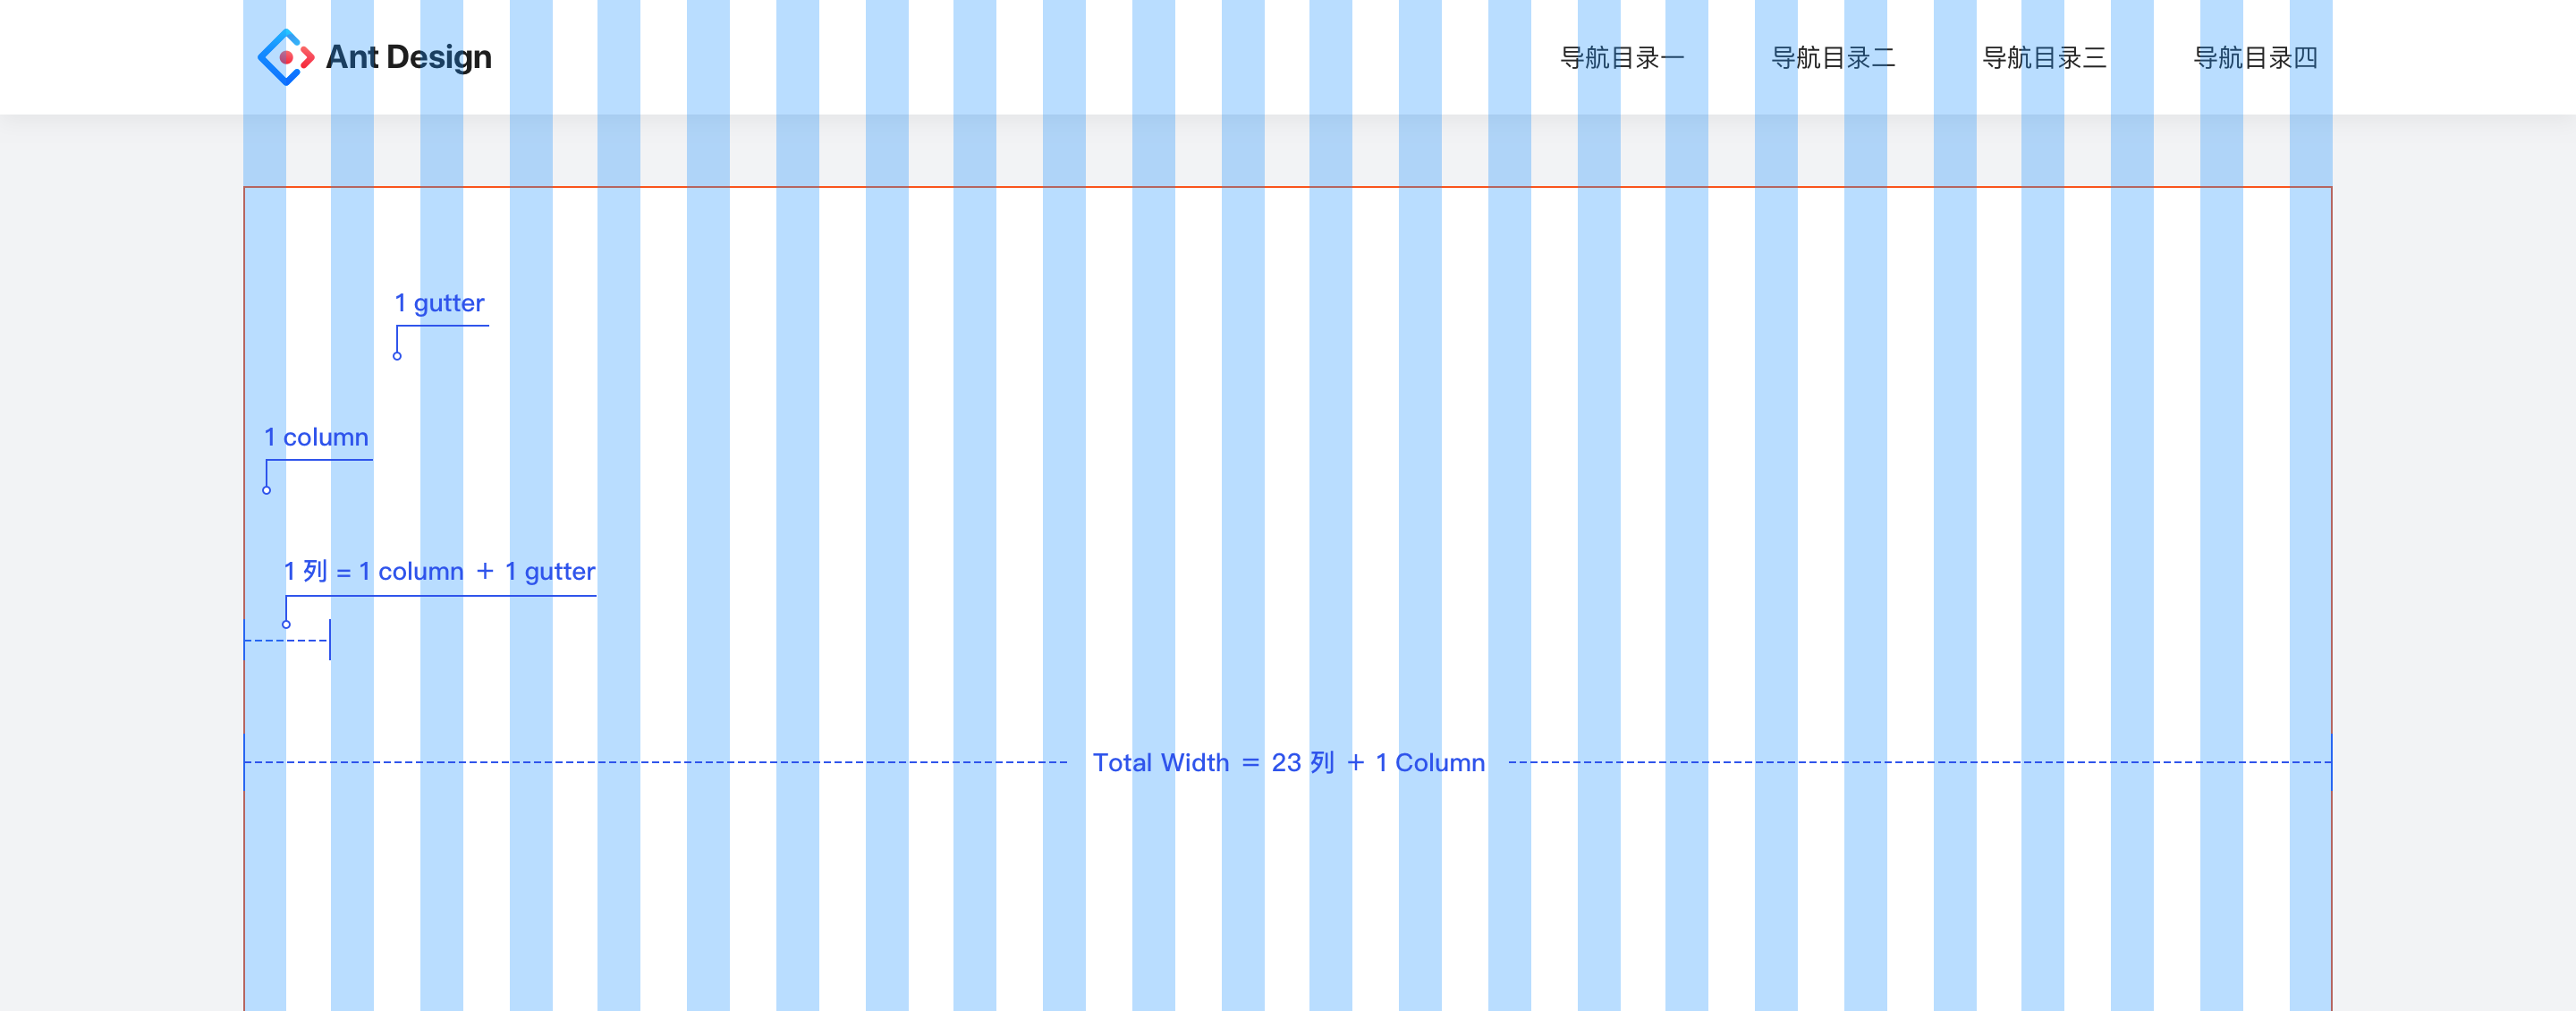 Ant Design
导航目录一
导航目录二
导航目录三
导航目录四
1 gutter
1 column
1 列 = 1 column + 1 gutter
Total Width = 23 列 + 1 Column